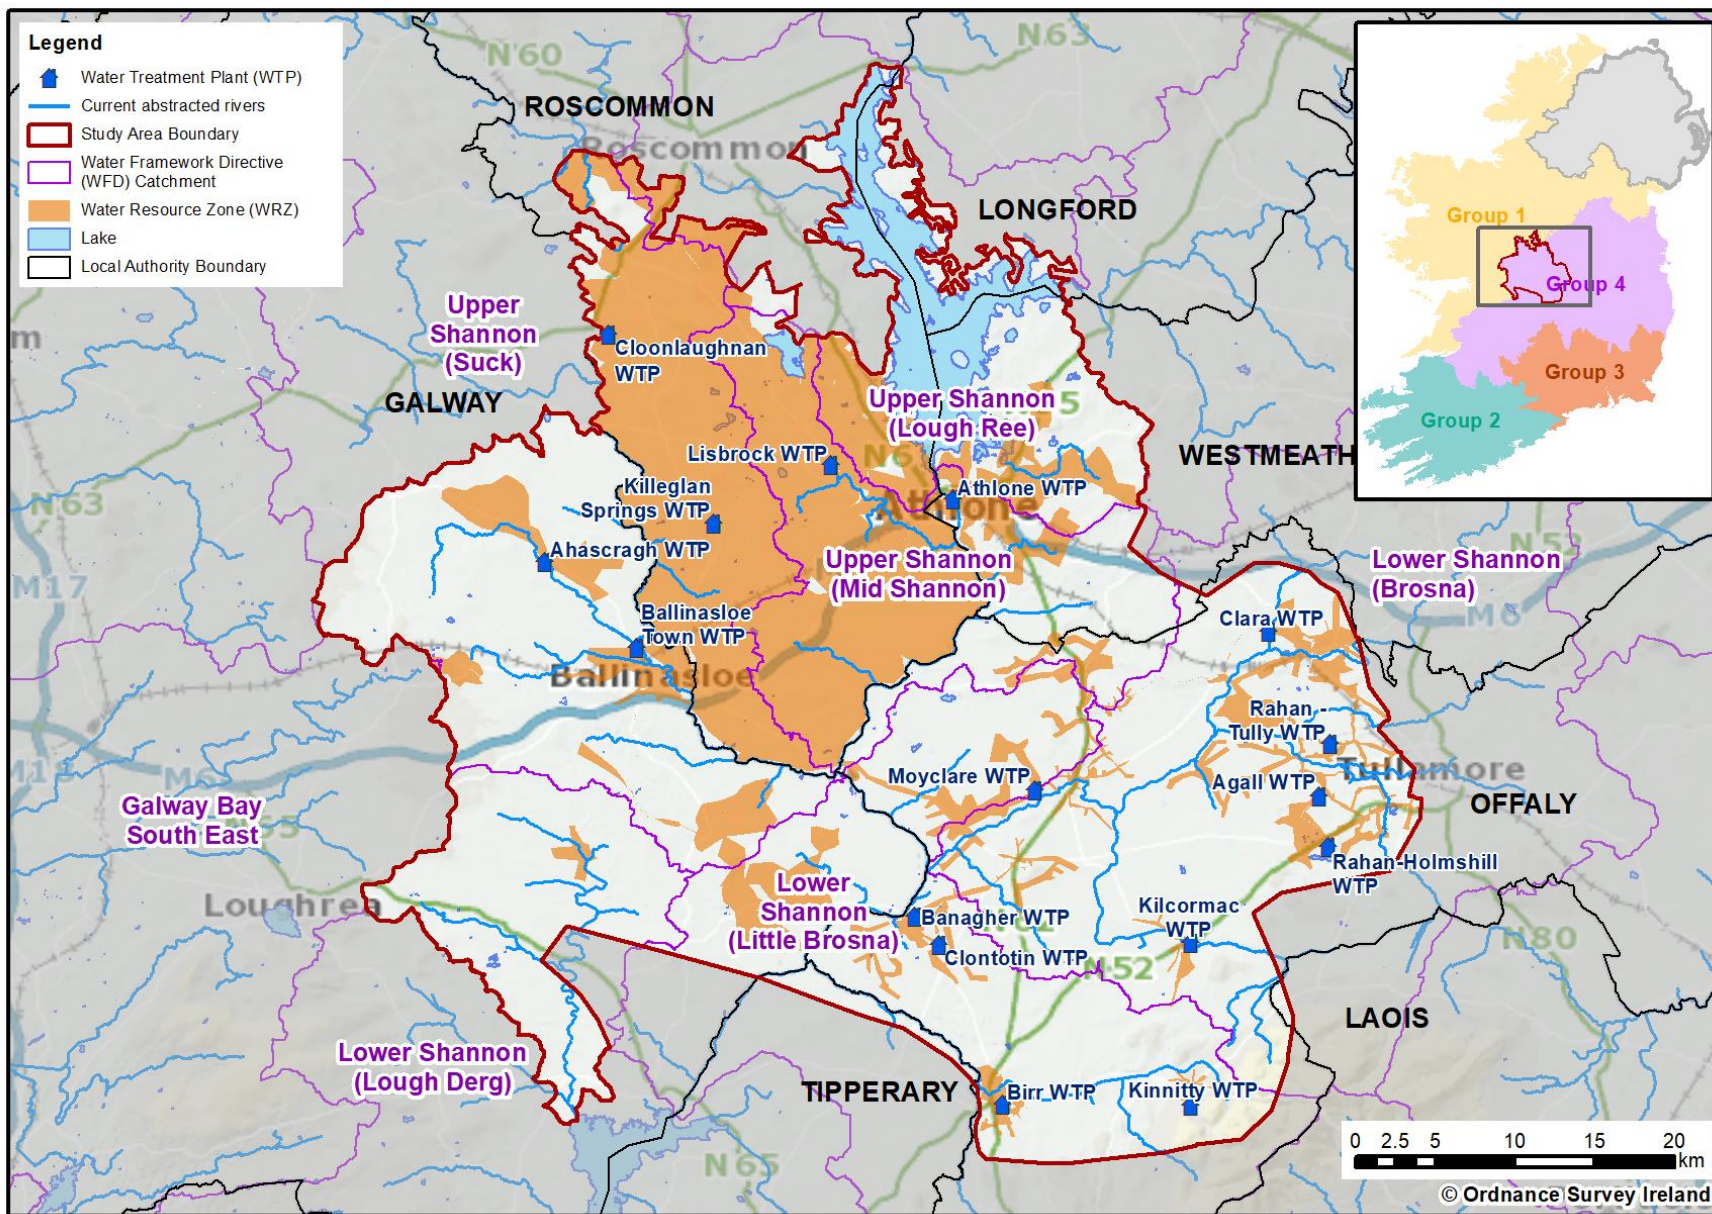 Legend
Water Treatment Plant (WTP)
Current abstracted rivers
Study Area Boundary
Water Framework Directive
(WFD) Catchment
Water Resource Zone (WRZ)
Lake
Local Authority Boundary
N60
N63
ROSCOMMON
Roscommon
LONGFORD
Group 1
Group 4
Group 3
Group 2
Upper
Shannon
(Suck)
Cloonlaughnan
WTP
GALWAY
Upper Shannon
(Lough Ree)
WESTMEATH
Lisbrock WTP
N6
Killeglan
Springs WTP
Athlone WTP
Athlone
N63
Ahascragh WTP
Upper Shannon
(Mid Shannon)
Lower Shannon
(Brosna)
N52
M17
M6
Ballinasloe
Town WTP
Ballinasloe
Clara WTP
Rahan -
Tully WTP
Tullamore
Moyclare WTP
Agall WTP
OFFALY
M6
Galway Bay
South East
Rahan-Holmshill
WTP
Loughrea
Lower
Shannon
(Little Brosna)
Banagher WTP
Clontotin WTP
N62
Kilcormac
WTP
N52
N80
LAOIS
Lower Shannon
(Lough Derg)
TIPPERARY
Birr WTP
Kinnitty WTP
N65
0 2.5 5 10 15 20
km
© Ordnance Survey Ireland